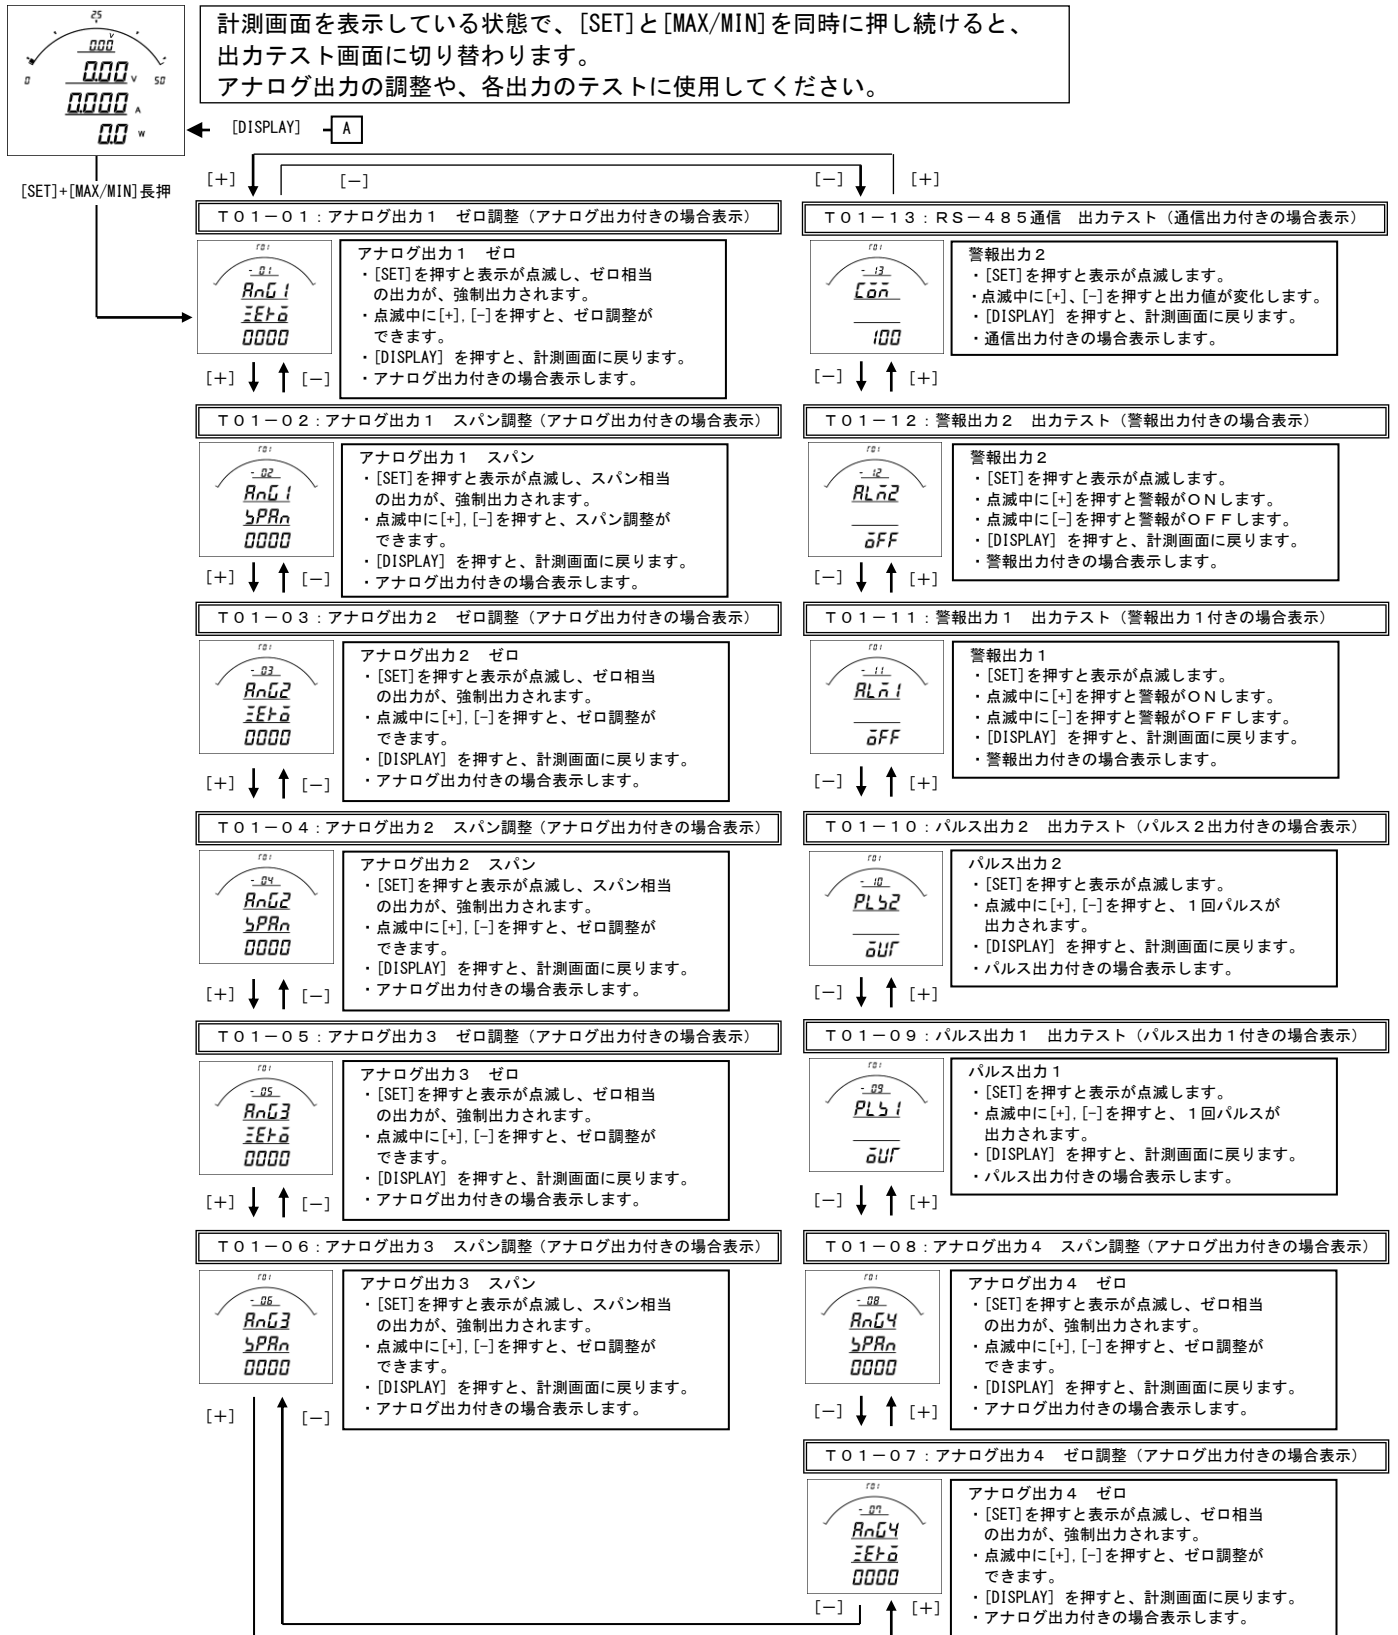 計測画面を表示している状態で、[SET]と[MAX/MIN]を同時に押し続けると、
出力テスト画面に切り替わります。
アナログ出力の調整や、各出力のテストに使用してください。
25
0.00 V
0 0.00 V 50
0.000 A
0.0 W
[DISPLAY] A
[SET]+[MAX/MIN]長押
[+] [−]
T01−01：アナログ出力1 ゼロ調整（アナログ出力付きの場合表示）
T01
-01
AnG1
ZEro
0000
アナログ出力1 ゼロ
・[SET]を押すと表示が点滅し、ゼロ相当
の出力が、強制出力されます。
・点滅中に[+],[-]を押すと、ゼロ調整が
できます。
・[DISPLAY] を押すと、計測画面に戻ります。
・アナログ出力付きの場合表示します。
[+] [−]
T01−02：アナログ出力1 スパン調整（アナログ出力付きの場合表示）
T01
-02
AnG1
SPAn
0000
アナログ出力1 スパン
・[SET]を押すと表示が点滅し、スパン相当
の出力が、強制出力されます。
・点滅中に[+],[-]を押すと、スパン調整が
できます。
・[DISPLAY] を押すと、計測画面に戻ります。
・アナログ出力付きの場合表示します。
[+] [−]
T01−03：アナログ出力2 ゼロ調整（アナログ出力付きの場合表示）
T01
-03
AnG2
ZEro
0000
アナログ出力2 ゼロ
・[SET]を押すと表示が点滅し、ゼロ相当
の出力が、強制出力されます。
・点滅中に[+],[-]を押すと、ゼロ調整が
できます。
・[DISPLAY] を押すと、計測画面に戻ります。
・アナログ出力付きの場合表示します。
[+] [−]
T01−04：アナログ出力2 スパン調整（アナログ出力付きの場合表示）
T01
-04
AnG2
SPAn
0000
アナログ出力2 スパン
・[SET]を押すと表示が点滅し、スパン相当
の出力が、強制出力されます。
・点滅中に[+],[-]を押すと、ゼロ調整が
できます。
・[DISPLAY] を押すと、計測画面に戻ります。
・アナログ出力付きの場合表示します。
[+] [−]
T01−05：アナログ出力3 ゼロ調整（アナログ出力付きの場合表示）
T01
-05
AnG3
ZEro
0000
アナログ出力3 ゼロ
・[SET]を押すと表示が点滅し、ゼロ相当
の出力が、強制出力されます。
・点滅中に[+],[-]を押すと、ゼロ調整が
できます。
・[DISPLAY] を押すと、計測画面に戻ります。
・アナログ出力付きの場合表示します。
[+] [−]
T01−06：アナログ出力3 スパン調整（アナログ出力付きの場合表示）
T01
-06
AnG3
SPAn
0000
アナログ出力3 スパン
・[SET]を押すと表示が点滅し、スパン相当
の出力が、強制出力されます。
・点滅中に[+],[-]を押すと、ゼロ調整が
できます。
・[DISPLAY] を押すと、計測画面に戻ります。
・アナログ出力付きの場合表示します。
[+] [−]
[−] [+]
T01−13：RS−485通信 出力テスト（通信出力付きの場合表示）
T01
-13
Com
100
警報出力2
・[SET]を押すと表示が点滅します。
・点滅中に[+]、[-]を押すと出力値が変化します。
・[DISPLAY] を押すと、計測画面に戻ります。
・通信出力付きの場合表示します。
[−] [+]
T01−12：警報出力2 出力テスト（警報出力付きの場合表示）
T01
-12
ALm2
oFF
警報出力2
・[SET]を押すと表示が点滅します。
・点滅中に[+]を押すと警報がONします。
・点滅中に[-]を押すと警報がOFFします。
・[DISPLAY] を押すと、計測画面に戻ります。
・警報出力付きの場合表示します。
[−] [+]
T01−11：警報出力1 出力テスト（警報出力1付きの場合表示）
T01
-11
ALm1
oFF
警報出力1
・[SET]を押すと表示が点滅します。
・点滅中に[+]を押すと警報がONします。
・点滅中に[-]を押すと警報がOFFします。
・[DISPLAY] を押すと、計測画面に戻ります。
・警報出力付きの場合表示します。
[−] [+]
T01−10：パルス出力2 出力テスト（パルス2出力付きの場合表示）
T01
-10
PLS2
oUT
パルス出力2
・[SET]を押すと表示が点滅します。
・点滅中に[+],[-]を押すと、1回パルスが
出力されます。
・[DISPLAY] を押すと、計測画面に戻ります。
・パルス出力付きの場合表示します。
[−] [+]
T01−09：パルス出力1 出力テスト（パルス出力1付きの場合表示）
T01
-09
PLS1
oUT
パルス出力1
・[SET]を押すと表示が点滅します。
・点滅中に[+],[-]を押すと、1回パルスが
出力されます。
・[DISPLAY] を押すと、計測画面に戻ります。
・パルス出力付きの場合表示します。
[−] [+]
T01−08：アナログ出力4 スパン調整（アナログ出力付きの場合表示）
T01
-08
AnG4
SPAn
0000
アナログ出力4 ゼロ
・[SET]を押すと表示が点滅し、ゼロ相当
の出力が、強制出力されます。
・点滅中に[+],[-]を押すと、ゼロ調整が
できます。
・[DISPLAY] を押すと、計測画面に戻ります。
・アナログ出力付きの場合表示します。
[−] [+]
T01−07：アナログ出力4 ゼロ調整（アナログ出力付きの場合表示）
T01
-07
AnG4
ZEro
0000
アナログ出力4 ゼロ
・[SET]を押すと表示が点滅し、ゼロ相当
の出力が、強制出力されます。
・点滅中に[+],[-]を押すと、ゼロ調整が
できます。
・[DISPLAY] を押すと、計測画面に戻ります。
・アナログ出力付きの場合表示します。
[−] [+]